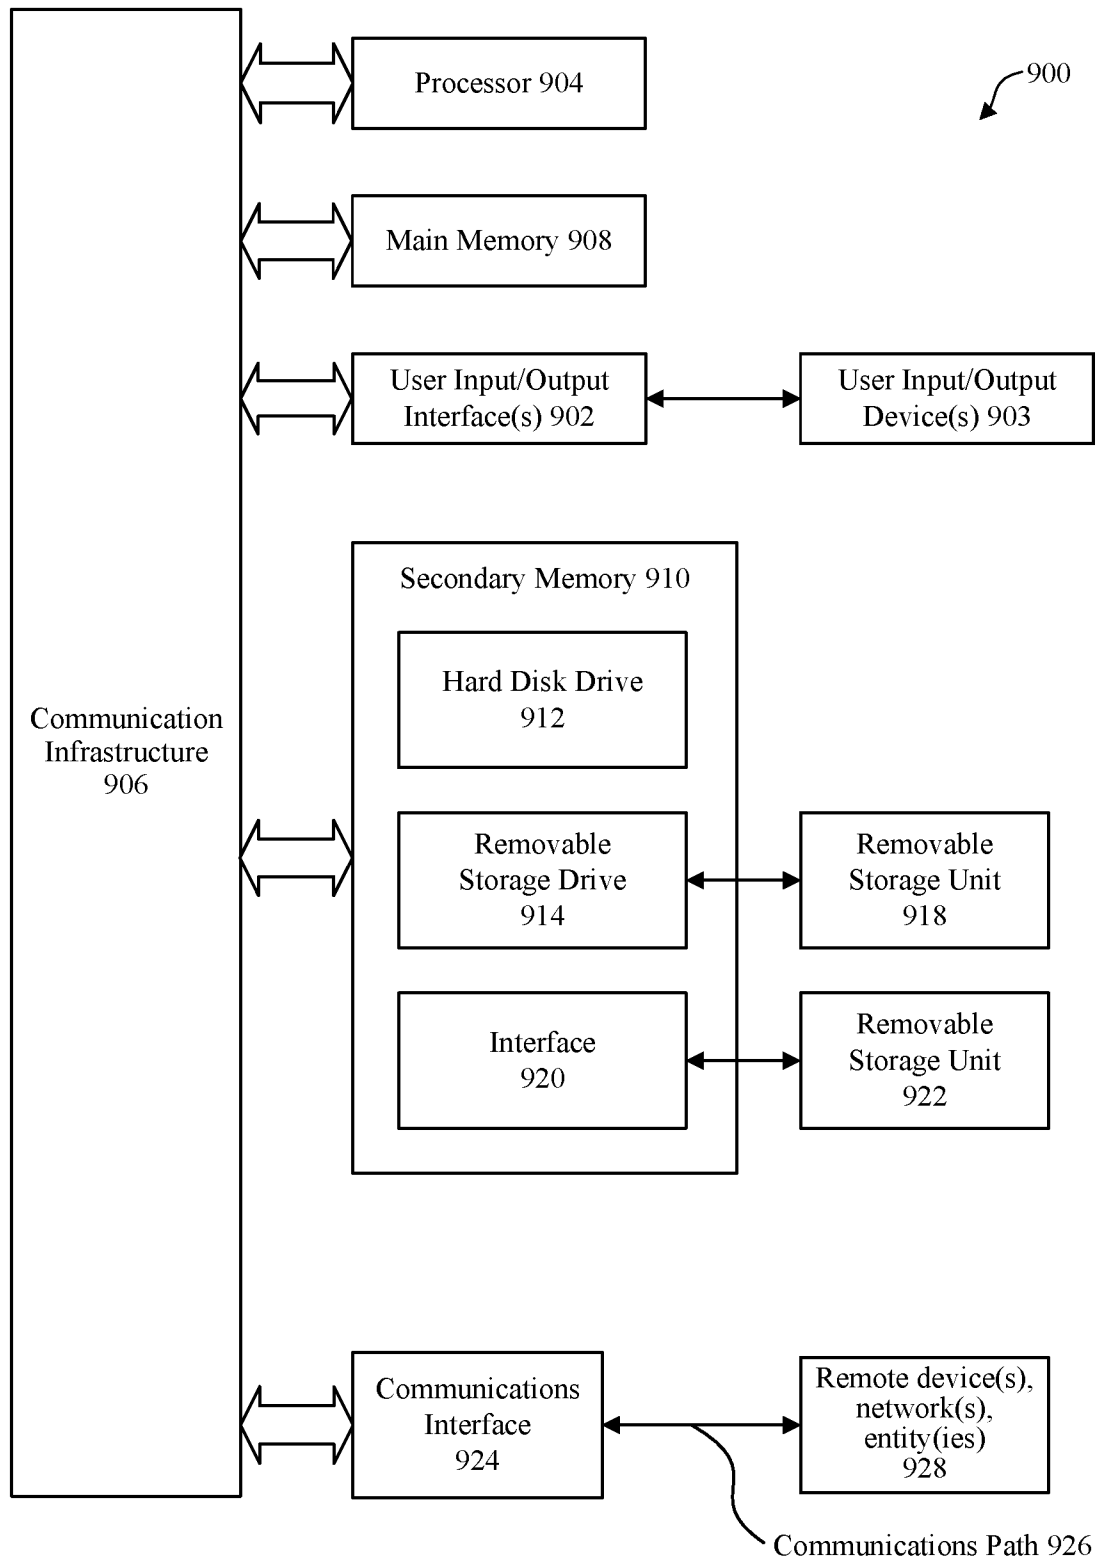 Processor 904
900
Main Memory 908
User Input/Output
Interface(s) 902
User Input/Output
Device(s) 903
Secondary Memory 910
Hard Disk Drive
912
Communication
Infrastructure
906
Removable
Storage Drive
914
Removable
Storage Unit
918
Interface
920
Removable
Storage Unit
922
Communications
Interface
924
Remote device(s),
network(s),
entity(ies)
928
Communications Path 926